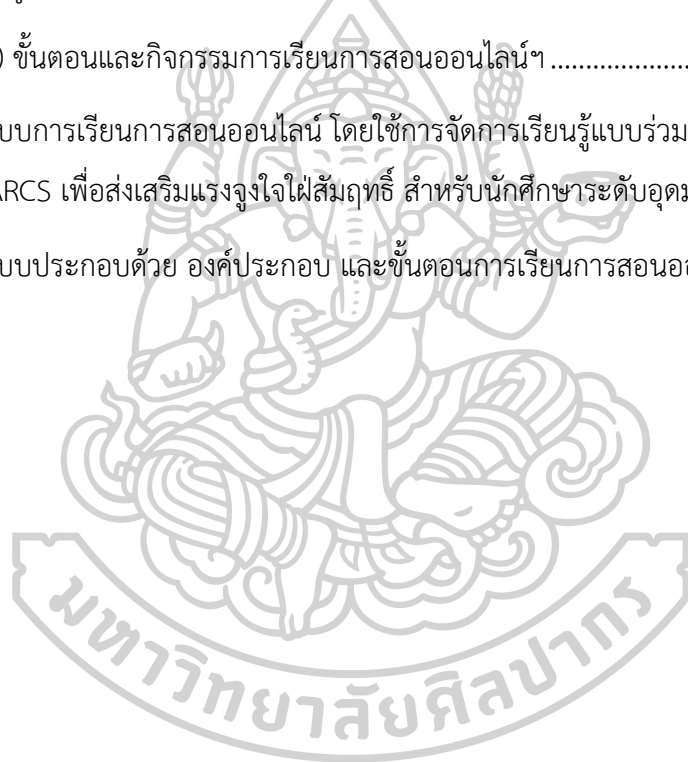 ) ขั้นตอนและกิจกรรมการเรียนการสอนออนไลน์ฯ ....................
บบการเรียนการสอนออนไลน์ โดยใช้การจัดการเรียนรู้แบบร่วม
ARCS เพื่อส่งเสริมแรงจูงใจใฝ่สัมฤทธิ์ สำหรับนักศึกษาระดับอุดม
บบประกอบด้วย องค์ประกอบ และขั้นตอนการเรียนการสอนออ
มหาวิทยาลัยศิลปากร